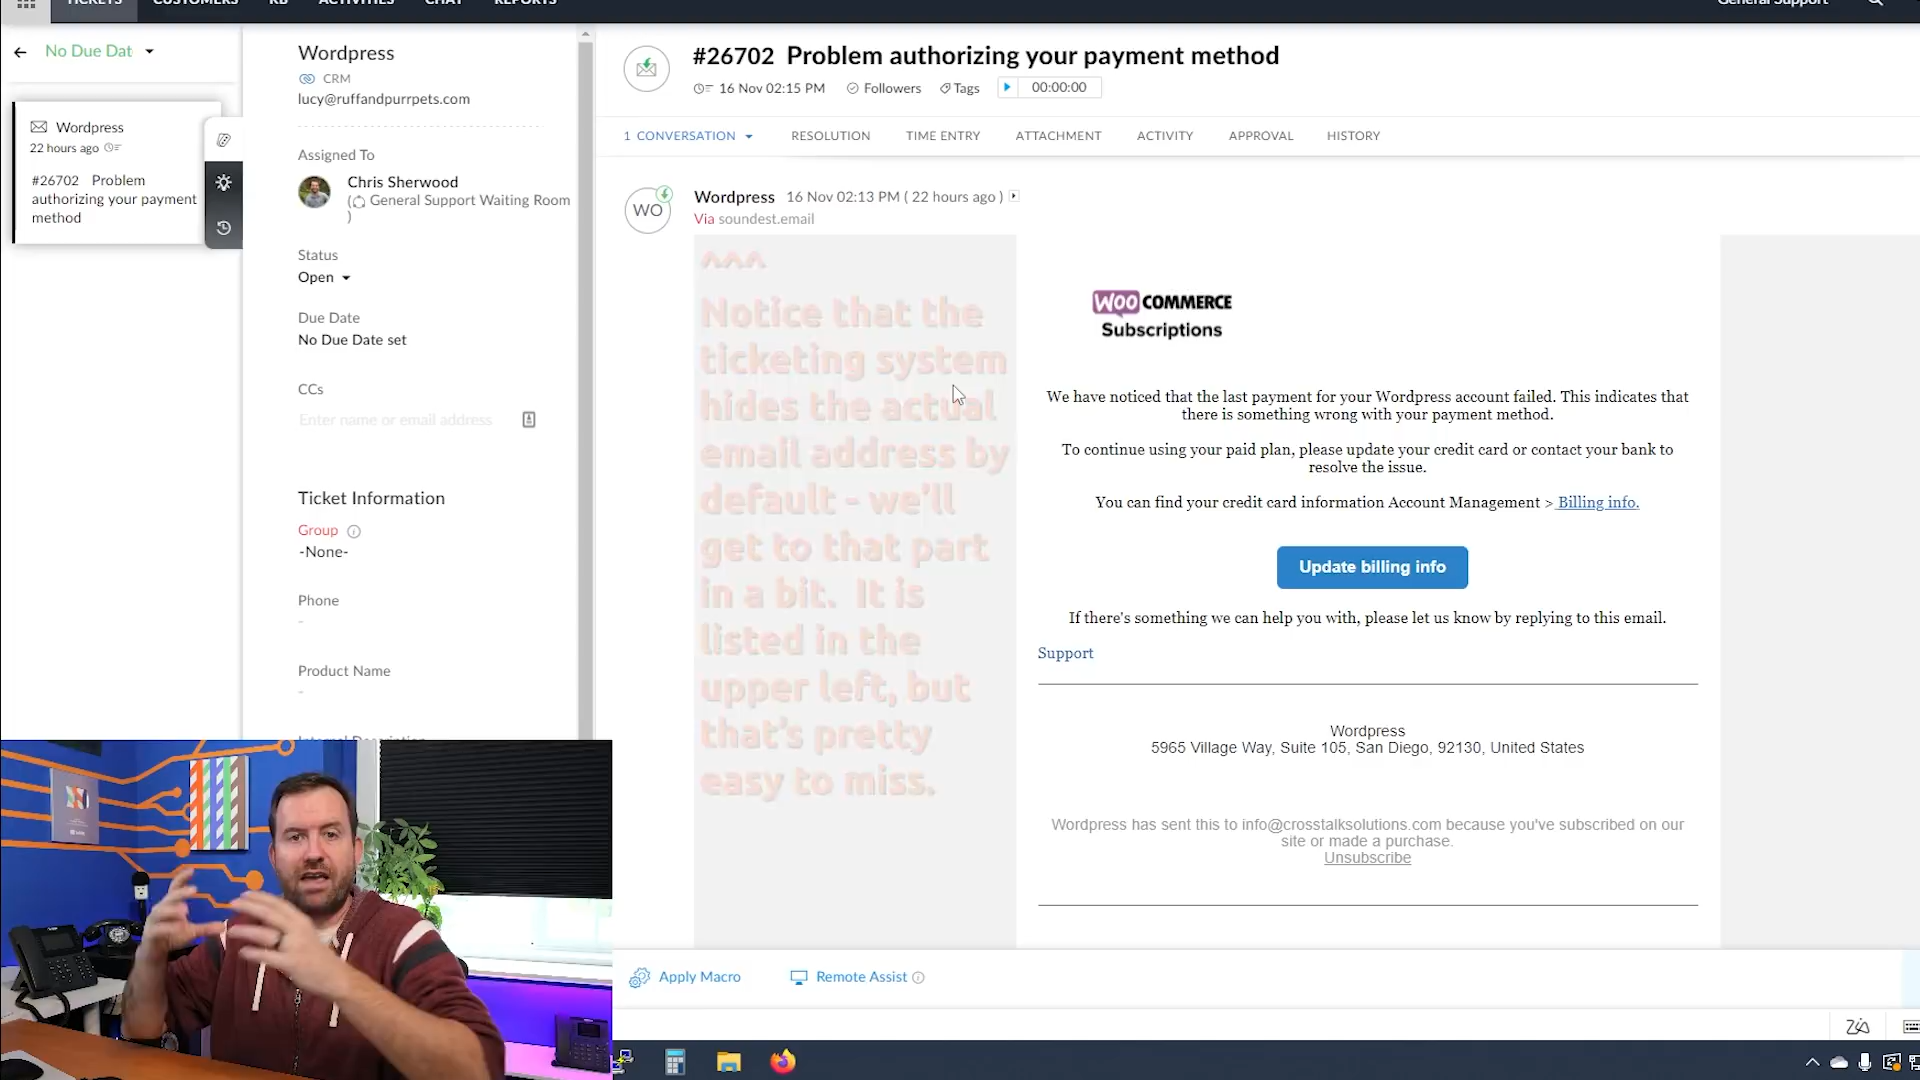 TICKETS CUSTOMERS KB ACTIVITIES CHAT REPORTS General Support
No Due Dat
Wordpress
22 hours ago
#26702 Problem
authorizing your payment
method
Wordpress
CRM
lucy@ruffandpurrpets.com
Assigned To
Chris Sherwood
( General Support Waiting Room
)
Status
Open
Due Date
No Due Date set
CCs
Enter name or email address
Ticket Information
Group
-None-
Phone
-
Product Name
-
#26702 Problem authorizing your payment method
16 Nov 02:15 PM Followers Tags 00:00:00
1 CONVERSATION RESOLUTION TIME ENTRY ATTACHMENT ACTIVITY APPROVAL HISTORY
WO
Wordpress 16 Nov 02:13 PM ( 22 hours ago )
Via soundest.email
^^^
Notice that the
ticketing system
hides the actual
email address by
default - we'll
get to that part
in a bit. It is
listed in the
upper left, but
that's pretty
easy to miss.
WOO COMMERCE
Subscriptions
We have noticed that the last payment for your Wordpress account failed. This indicates that
there is something wrong with your payment method.
To continue using your paid plan, please update your credit card or contact your bank to
resolve the issue.
You can find your credit card information Account Management > Billing info.
Update billing info
If there's something we can help you with, please let us know by replying to this email.
Support
Wordpress
5965 Village Way, Suite 105, San Diego, 92130, United States
Wordpress has sent this to info@crosstalksolutions.com because you've subscribed on our
site or made a purchase.
Unsubscribe
Apply Macro Remote Assist